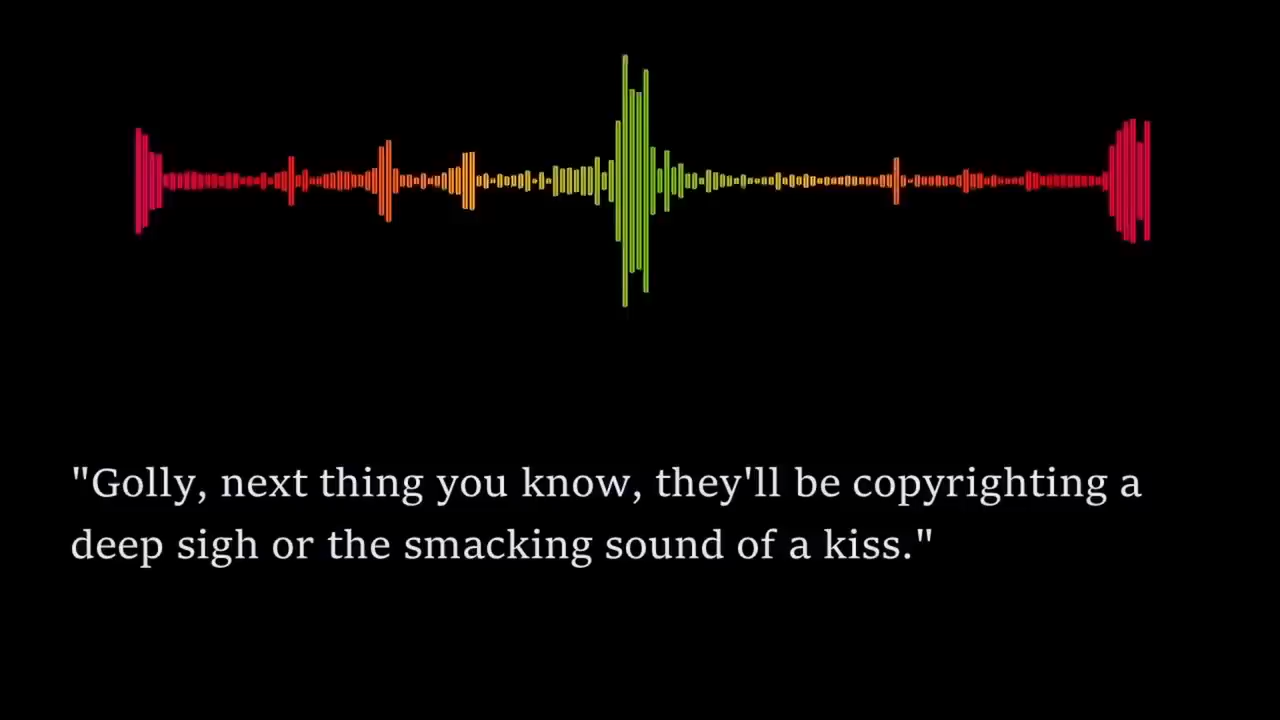 "Golly, next thing you know, they'll be copyrighting a
deep sigh or the smacking sound of a kiss."